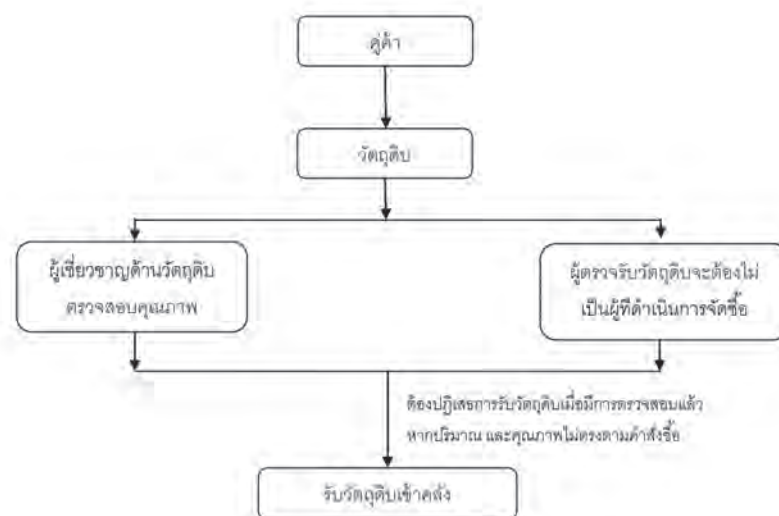 คู่ค้า
วัตถุดิบ
ผู้เชี่ยวชาญด้านวัตถุดิบ
ตรวจสอบคุณภาพ
ผู้ตรวจรับวัตถุดิบจะต้องไม่
เป็นผู้ที่ดำเนินการจัดซื้อ
ต้องปฏิเสธการรับวัตถุดิบเมื่อมีการตรวจสอบแล้ว
หากปริมาณ และคุณภาพไม่ตรงตามคำสั่งซื้อ
รับวัตถุดิบเข้าคลัง